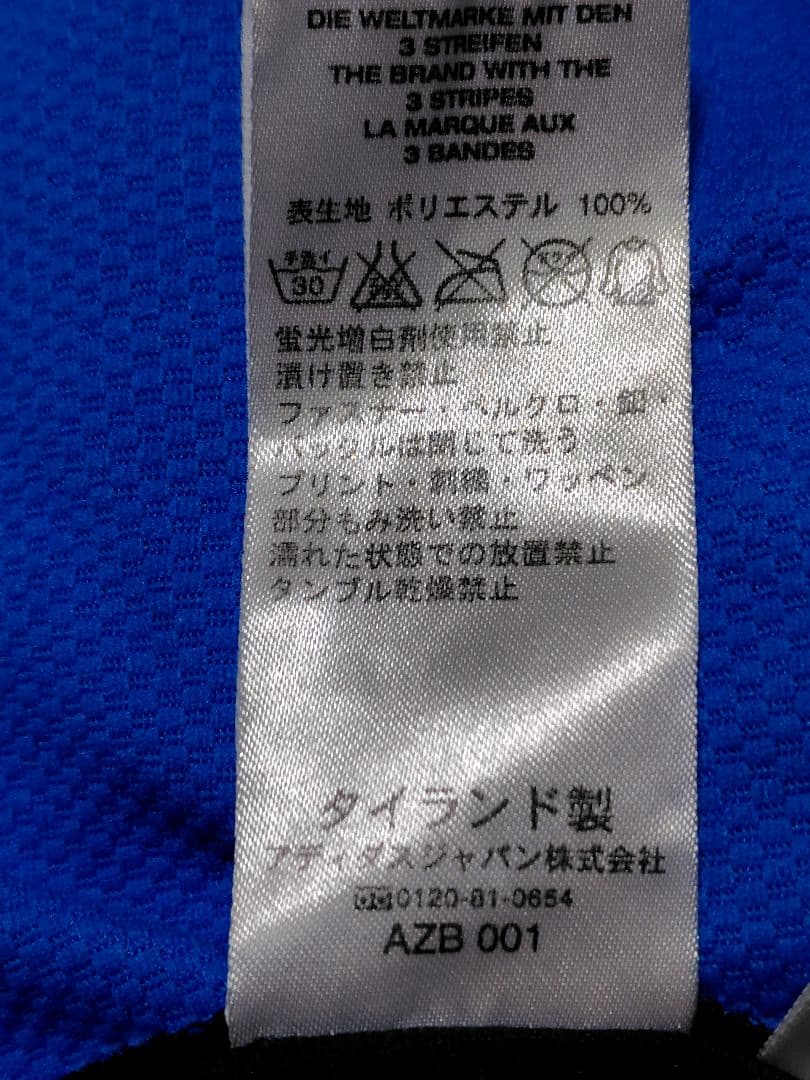 DIE WELTMARKE MIT DEN
3 STREIFEN
THE BRAND WITH THE
3 STRIPES
LA MARQUE AUX
3 BANDES
表生地 ポリエステル 100%
手洗イ
30
蛍光増白剤使用禁止
漬け置き禁止
ファスナー・ベルクロ・釦・
バックルは閉じて洗う
プリント・刺繍・ワッペン
部分もみ洗い禁止
濡れた状態での放置禁止
タンブル乾燥禁止
タイランド製
アディダスジャパン株式会社
0120-81-0654
AZB 001